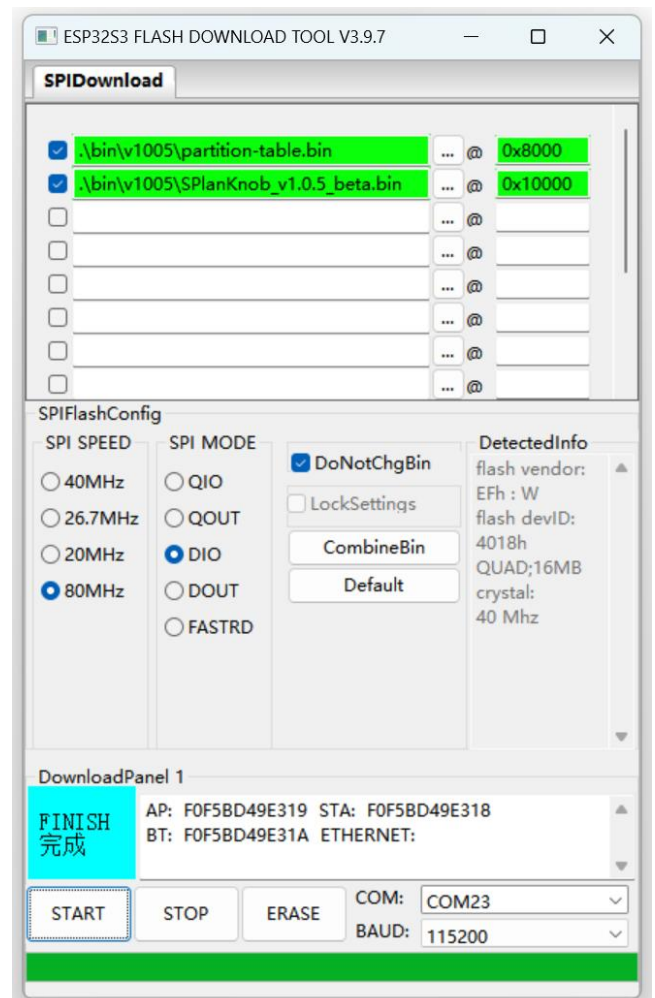 ESP32S3 FLASH DOWNLOAD TOOL V3.9.7
SPIDownload
.\bin\v1005\partition-table.bin ... @ 0x8000
.\bin\v1005\SPlanKnob_v1.0.5_beta.bin ... @ 0x10000
... @
... @
... @
... @
... @
... @
SPIFlashConfig
SPI SPEED
40MHz
26.7MHz
20MHz
80MHz
SPI MODE
QIO
QOUT
DIO
DOUT
FASTRD
DoNotChgBin
LockSettings
CombineBin
Default
DetectedInfo
flash vendor:
EFh : W
flash devID:
4018h
QUAD;16MB
crystal:
40 Mhz
DownloadPanel 1
FINISH
完成
AP: F0F5BD49E319 STA: F0F5BD49E318
BT: F0F5BD49E31A ETHERNET:
START
STOP
ERASE
COM: COM23
BAUD: 115200